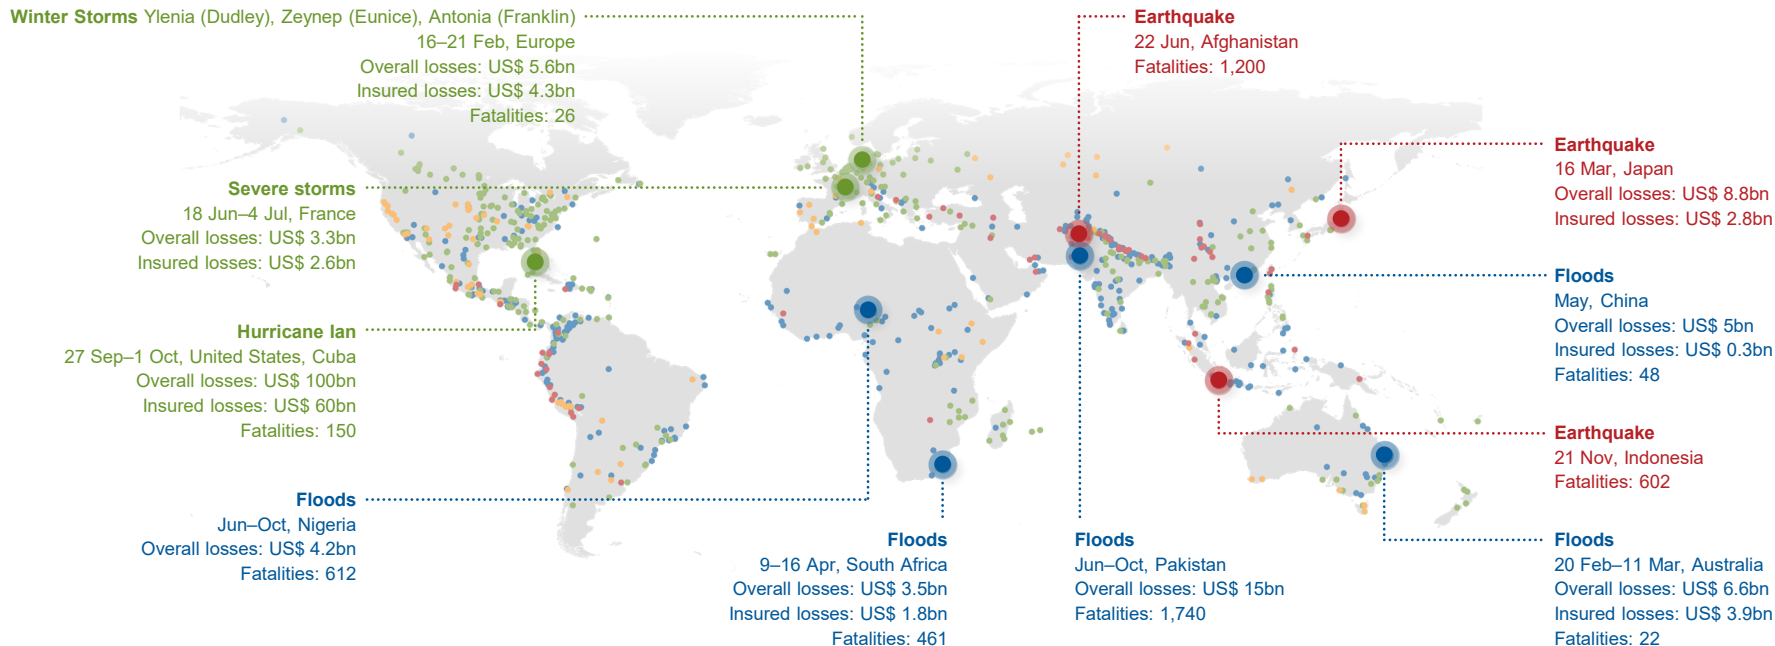 Winter Storms Ylenia (Dudley), Zeynep (Eunice), Antonia (Franklin)
16–21 Feb, Europe
Overall losses: US$ 5.6bn
Insured losses: US$ 4.3bn
Fatalities: 26
Earthquake
22 Jun, Afghanistan
Fatalities: 1,200
Earthquake
16 Mar, Japan
Overall losses: US$ 8.8bn
Insured losses: US$ 2.8bn
Severe storms
18 Jun–4 Jul, France
Overall losses: US$ 3.3bn
Insured losses: US$ 2.6bn
Floods
May, China
Overall losses: US$ 5bn
Insured losses: US$ 0.3bn
Fatalities: 48
Hurricane Ian
27 Sep–1 Oct, United States, Cuba
Overall losses: US$ 100bn
Insured losses: US$ 60bn
Fatalities: 150
Earthquake
21 Nov, Indonesia
Fatalities: 602
Floods
Jun–Oct, Nigeria
Overall losses: US$ 4.2bn
Fatalities: 612
Floods
9–16 Apr, South Africa
Overall losses: US$ 3.5bn
Insured losses: US$ 1.8bn
Fatalities: 461
Floods
Jun–Oct, Pakistan
Overall losses: US$ 15bn
Fatalities: 1,740
Floods
20 Feb–11 Mar, Australia
Overall losses: US$ 6.6bn
Insured losses: US$ 3.9bn
Fatalities: 22